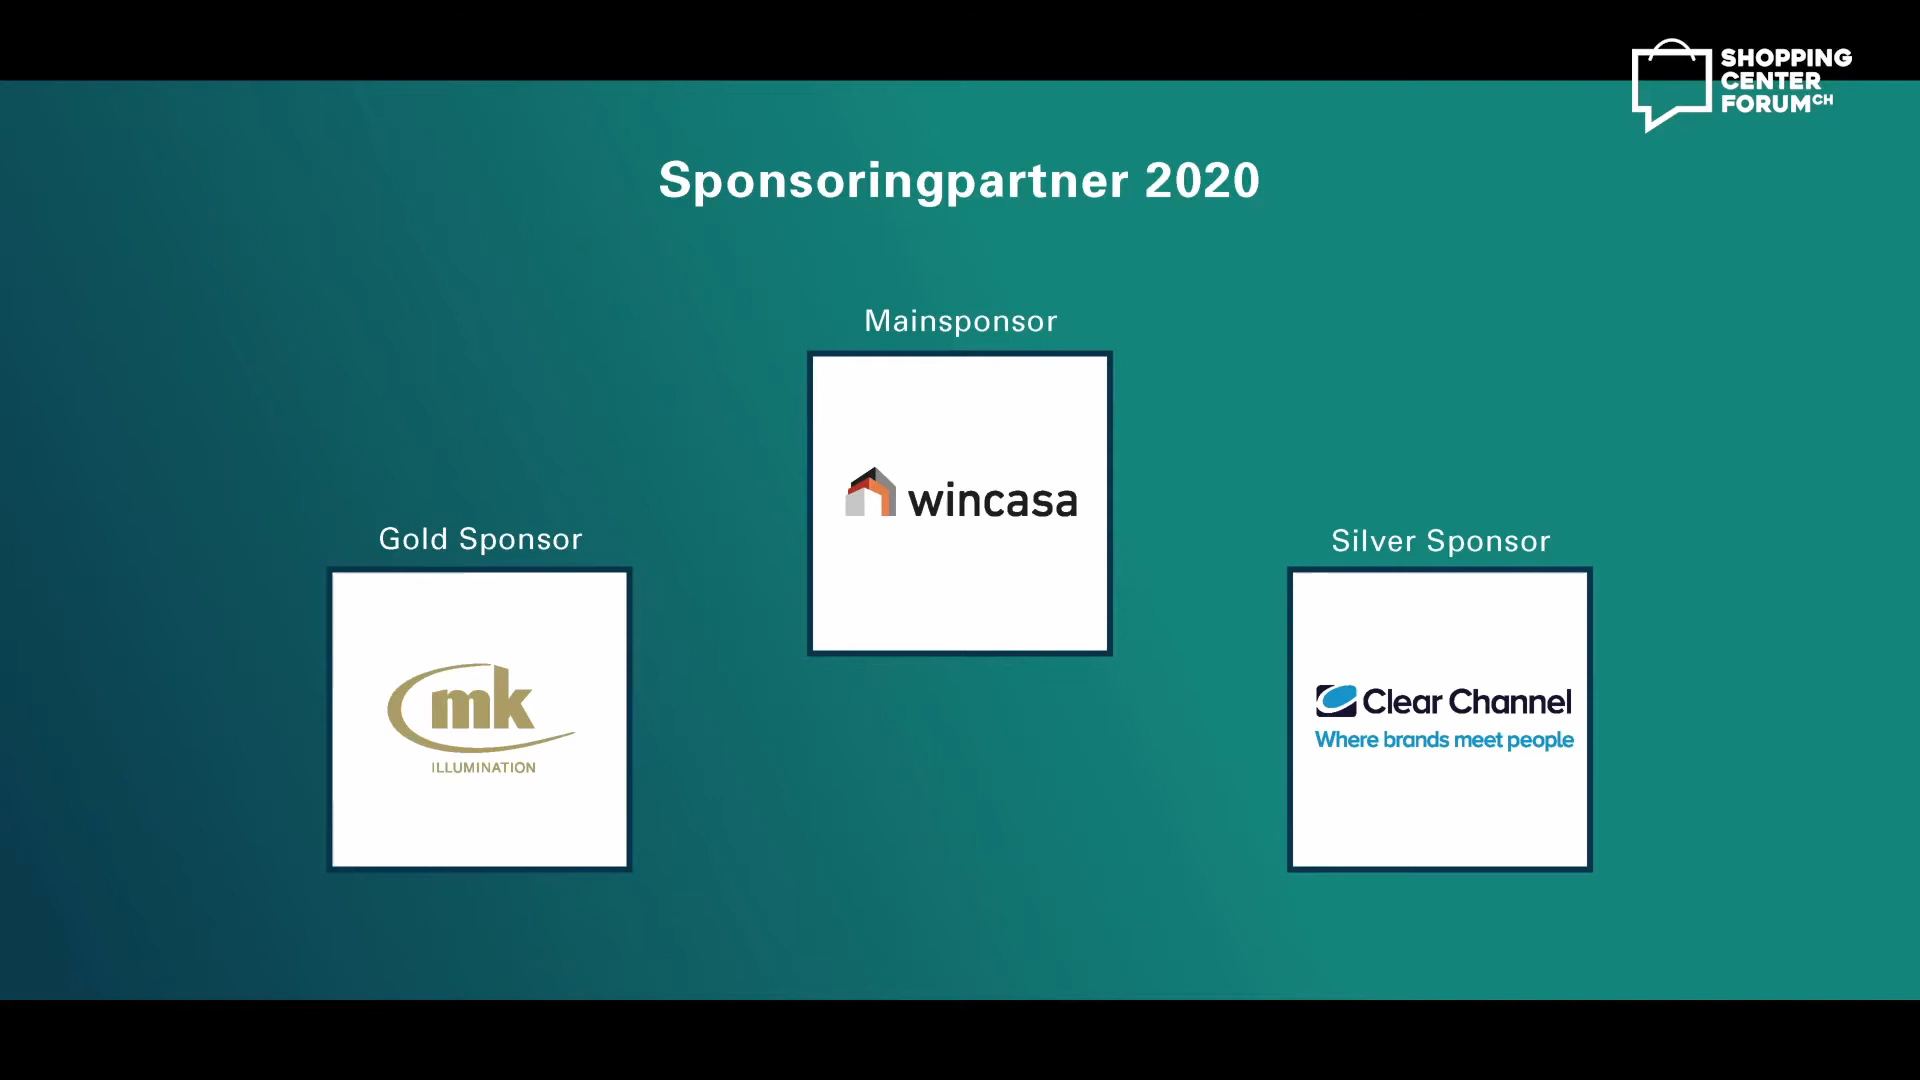 SHOPPING
CENTER
FORUMCH
Sponsoringpartner 2020
Mainsponsor
wincasa
Gold Sponsor
mk
ILLUMINATION
Silver Sponsor
Clear Channel
Where brands meet people